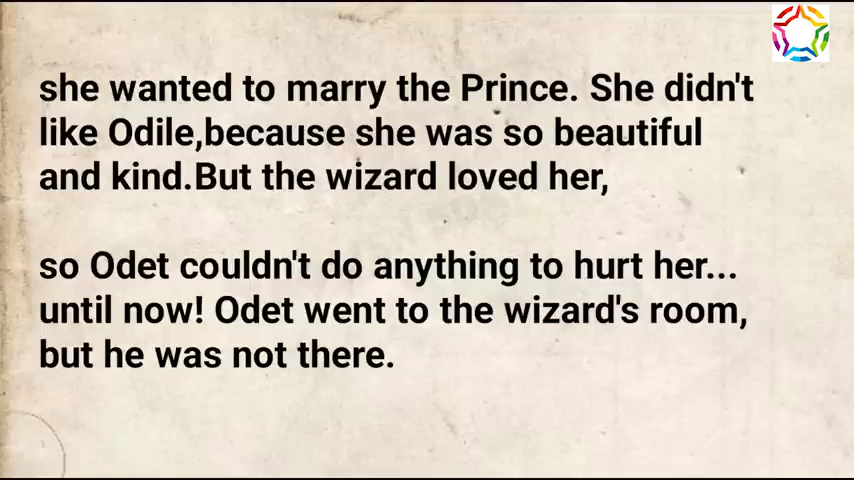 she wanted to marry the Prince. She didn't
like Odile,because she was so beautiful
and kind.But the wizard loved her,
so Odet couldn't do anything to hurt her...
until now! Odet went to the wizard's room,
but he was not there.